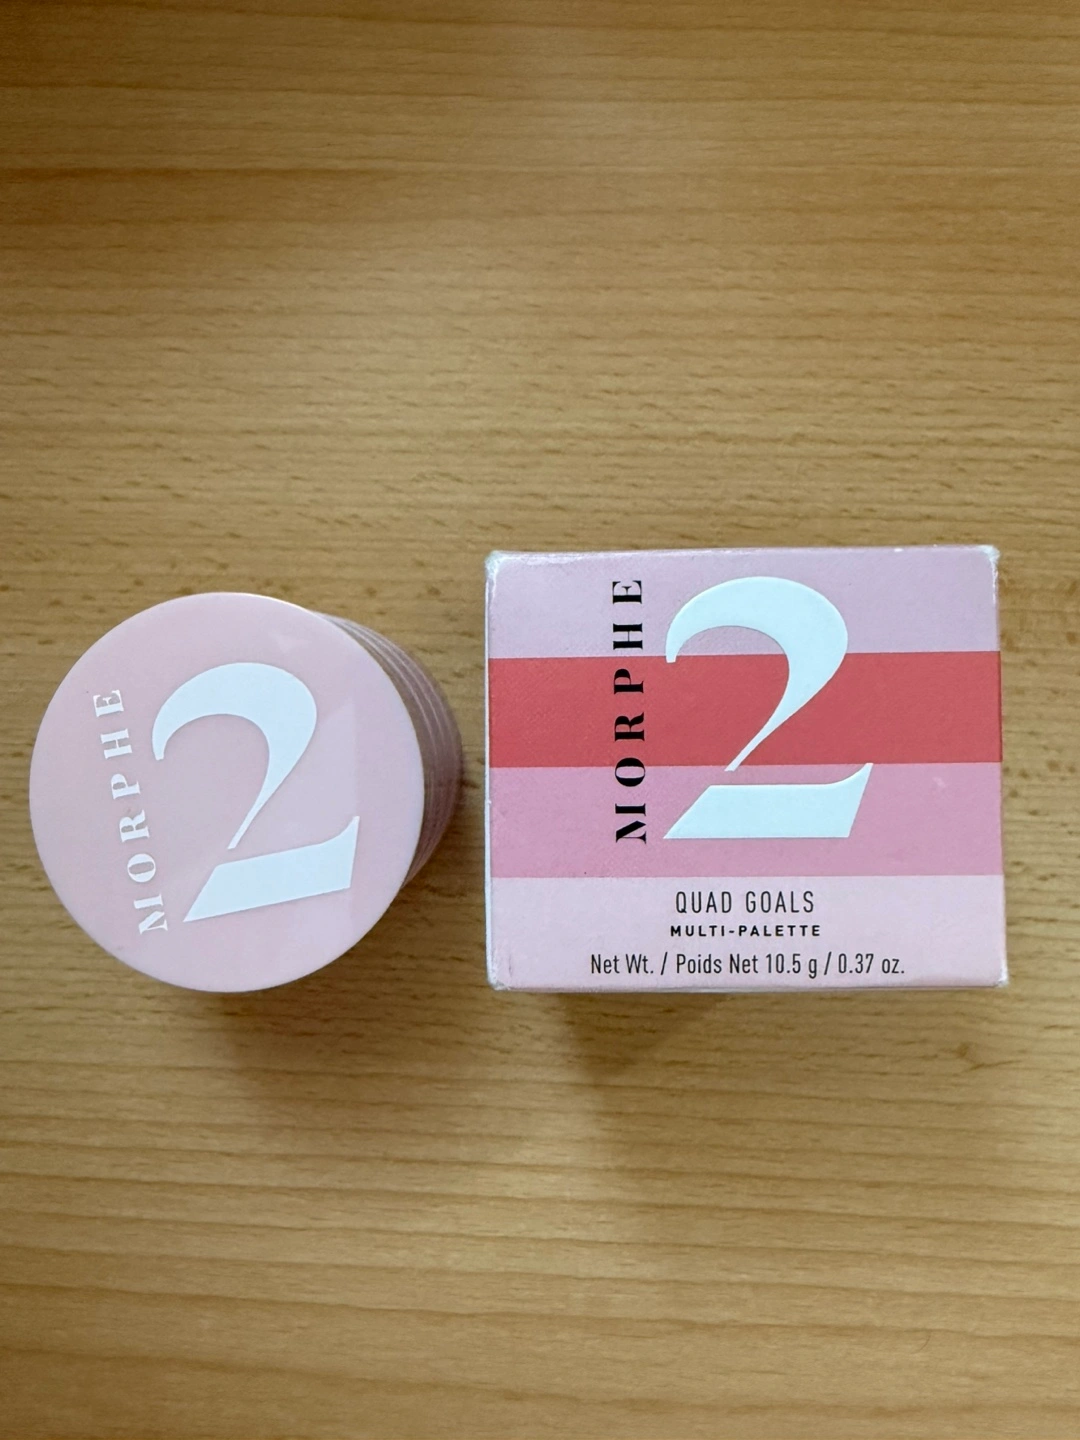 MORPHE
2
MORPHE
2
QUAD GOALS
MULTI-PALETTE
Net Wt. / Poids Net 10.5 g / 0.37 oz.